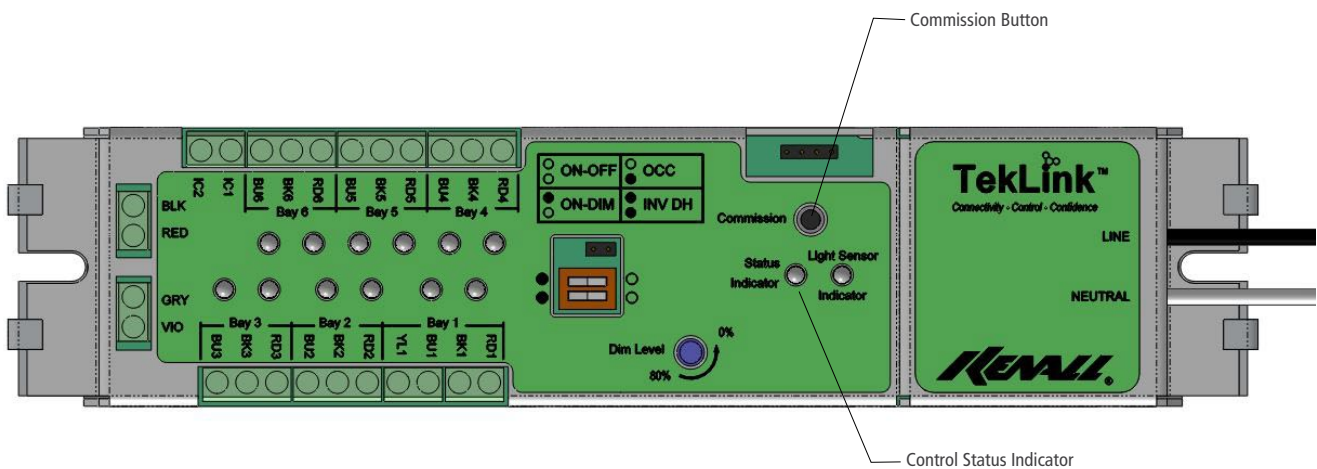 Commission Button
IC2 IC1 BU6 BK6 RD6 BU5 BK5 RD5 BU4 BK4 RD4
Bay 6 Bay 5 Bay 4
BLK
RED
GRY
VIO
Bay 3 Bay 2 Bay 1
BU3 BK3 RD3 BU2 BK2 RD2 YL1 BU1 BK1 RD1
ON-OFF OCC
ON-DIM INV DH
Commission
Status
Indicator
Light Sensor
Indicator
Dim Level
0%
80%
TekLink™
Connectivity - Control - Confidence
LINE
NEUTRAL
KENALL®
Control Status Indicator